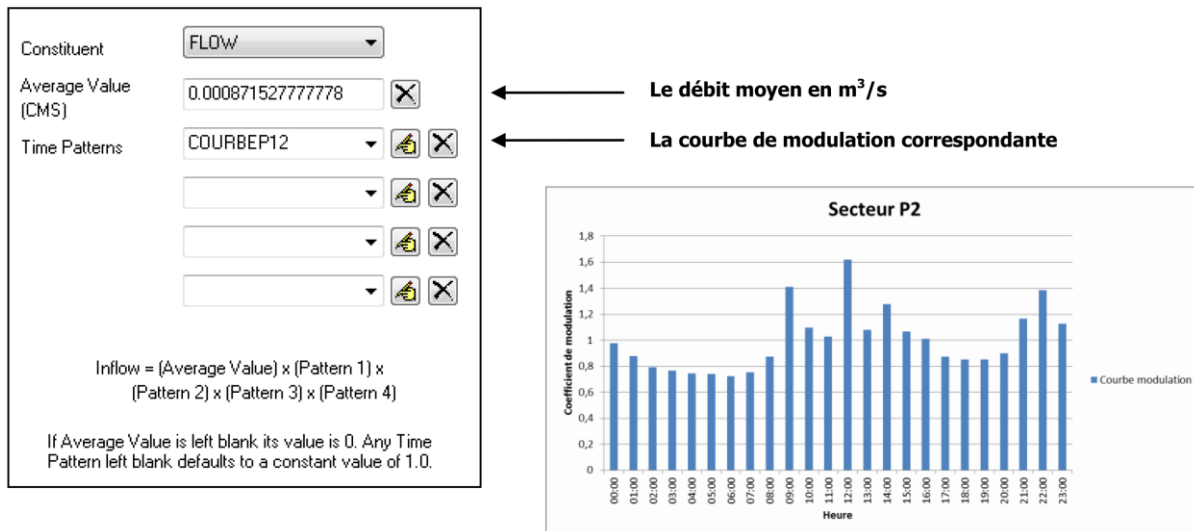 Constituent
FLOW
Average Value
(CMS)
0.000871527777778
Time Patterns
COURBEP12
Inflow = (Average Value) x (Pattern 1) x
(Pattern 2) x (Pattern 3) x (Pattern 4)
If Average Value is left blank its value is 0. Any Time
Pattern left blank defaults to a constant value of 1.0.
Le débit moyen en m³/s
La courbe de modulation correspondante
Secteur P2
Coefficient de modulation
1,8
1,6
1,4
1,2
1
0,8
0,6
0,4
0,2
0
00:00
01:00
02:00
03:00
04:00
05:00
06:00
07:00
08:00
09:00
10:00
11:00
12:00
13:00
14:00
15:00
16:00
17:00
18:00
19:00
20:00
21:00
22:00
23:00
Heure
Courbe modulation